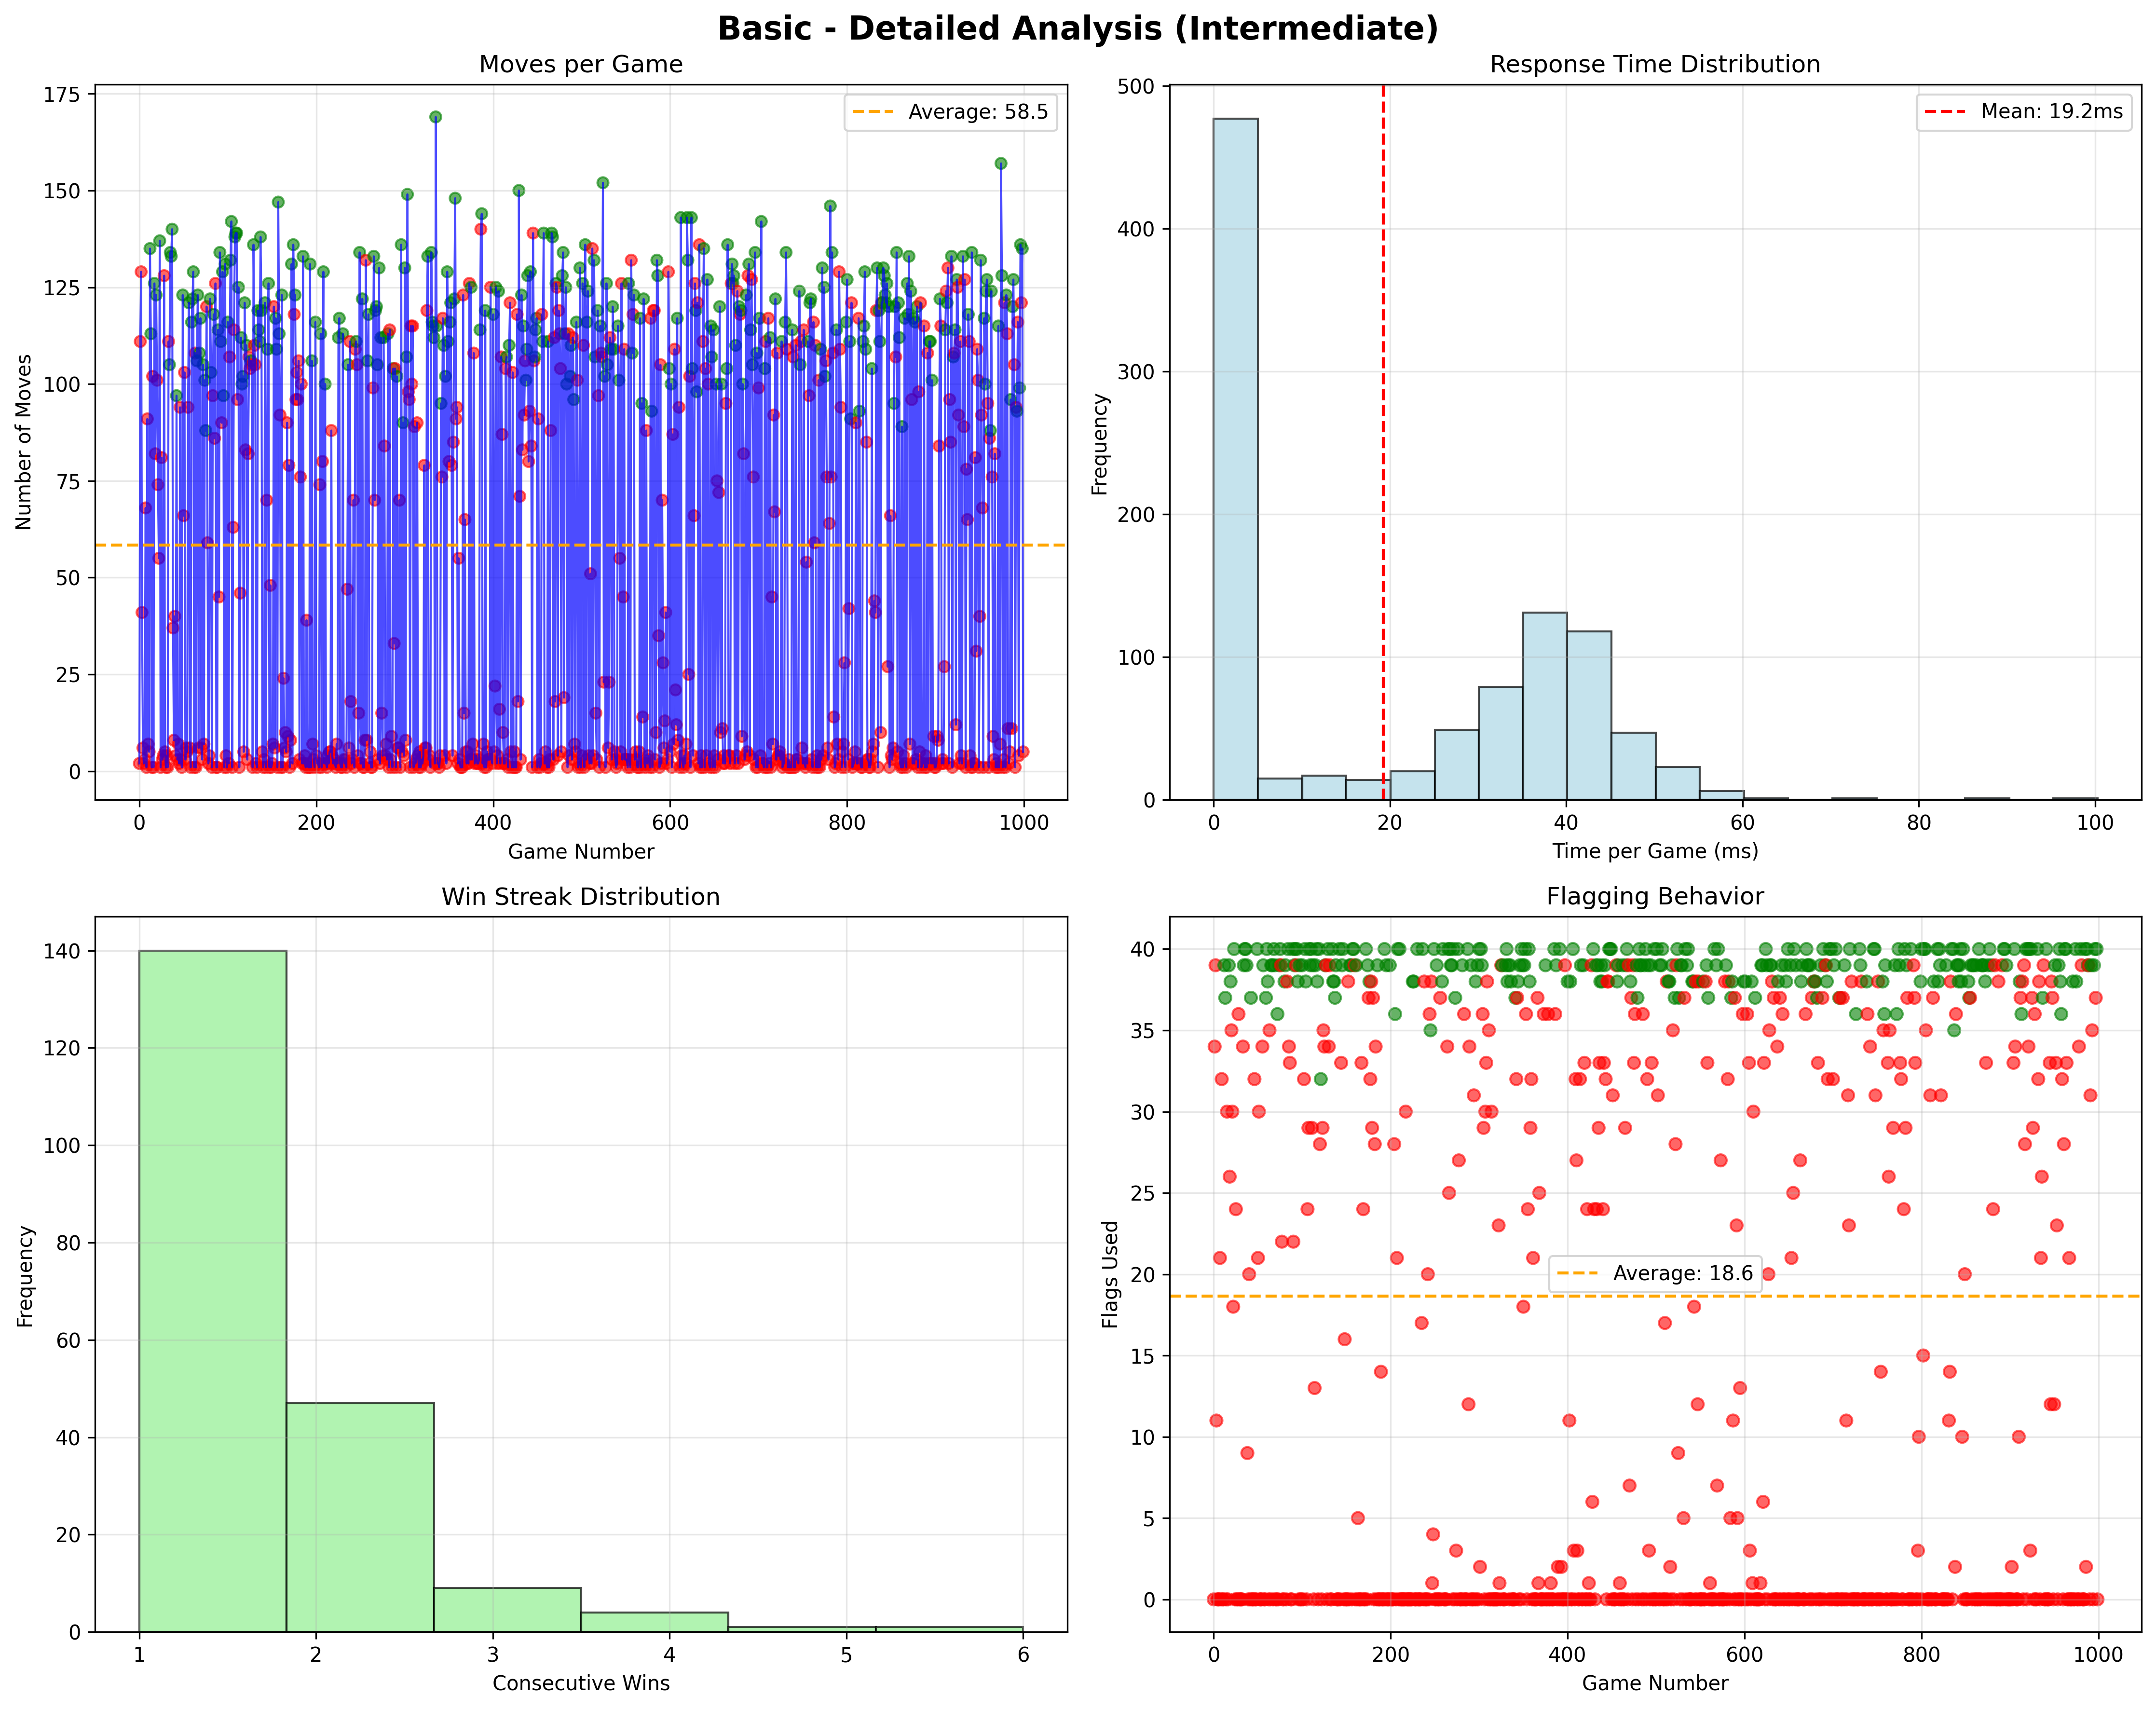 Basic - Detailed Analysis (Intermediate)
Moves per Game
175
150
125
100
75
50
25
0
Number of Moves
Average: 58.5
0 200 400 600 800 1000
Game Number
Response Time Distribution
500
400
300
200
100
0
Frequency
Mean: 19.2ms
0 20 40 60 80 100
Time per Game (ms)
Win Streak Distribution
140
120
100
80
60
40
20
0
Frequency
1 2 3 4 5 6
Consecutive Wins
Flagging Behavior
40
35
30
25
20
15
10
5
0
Flags Used
Average: 18.6
0 200 400 600 800 1000
Game Number